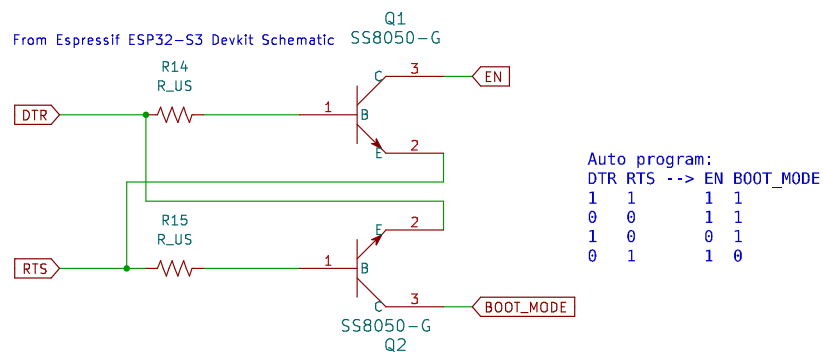 Q1
SS8050-G
From Espressif ESP32-S3 Devkit Schematic
R14
R_US
C
3
EN
DTR
1
B
2
E
Auto program:
DTR RTS --> EN BOOT_MODE
1 1 1 1
0 0 1 1
1 0 0 1
0 1 1 0
R15
R_US
E
2
RTS
1
B
C
3
BOOT_MODE
SS8050-G
Q2